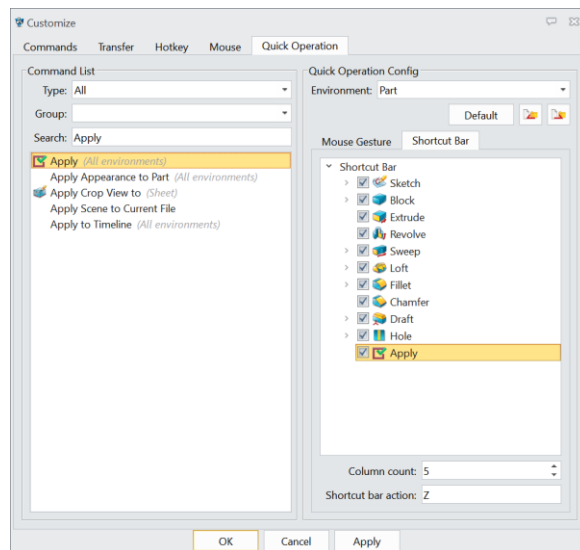 Customize
Commands Transfer Hotkey Mouse Quick Operation
Command List
Type: All
Group:
Search: Apply
Apply (All environments)
Apply Appearance to Part (All environments)
Apply Crop View to (Sheet)
Apply Scene to Current File
Apply to Timeline (All environments)
Quick Operation Config
Environment: Part
Default
Mouse Gesture Shortcut Bar
Shortcut Bar
Sketch
Block
Extrude
Revolve
Sweep
Loft
Fillet
Chamfer
Draft
Hole
Apply
Column count: 5
Shortcut bar action: Z
OK Cancel Apply